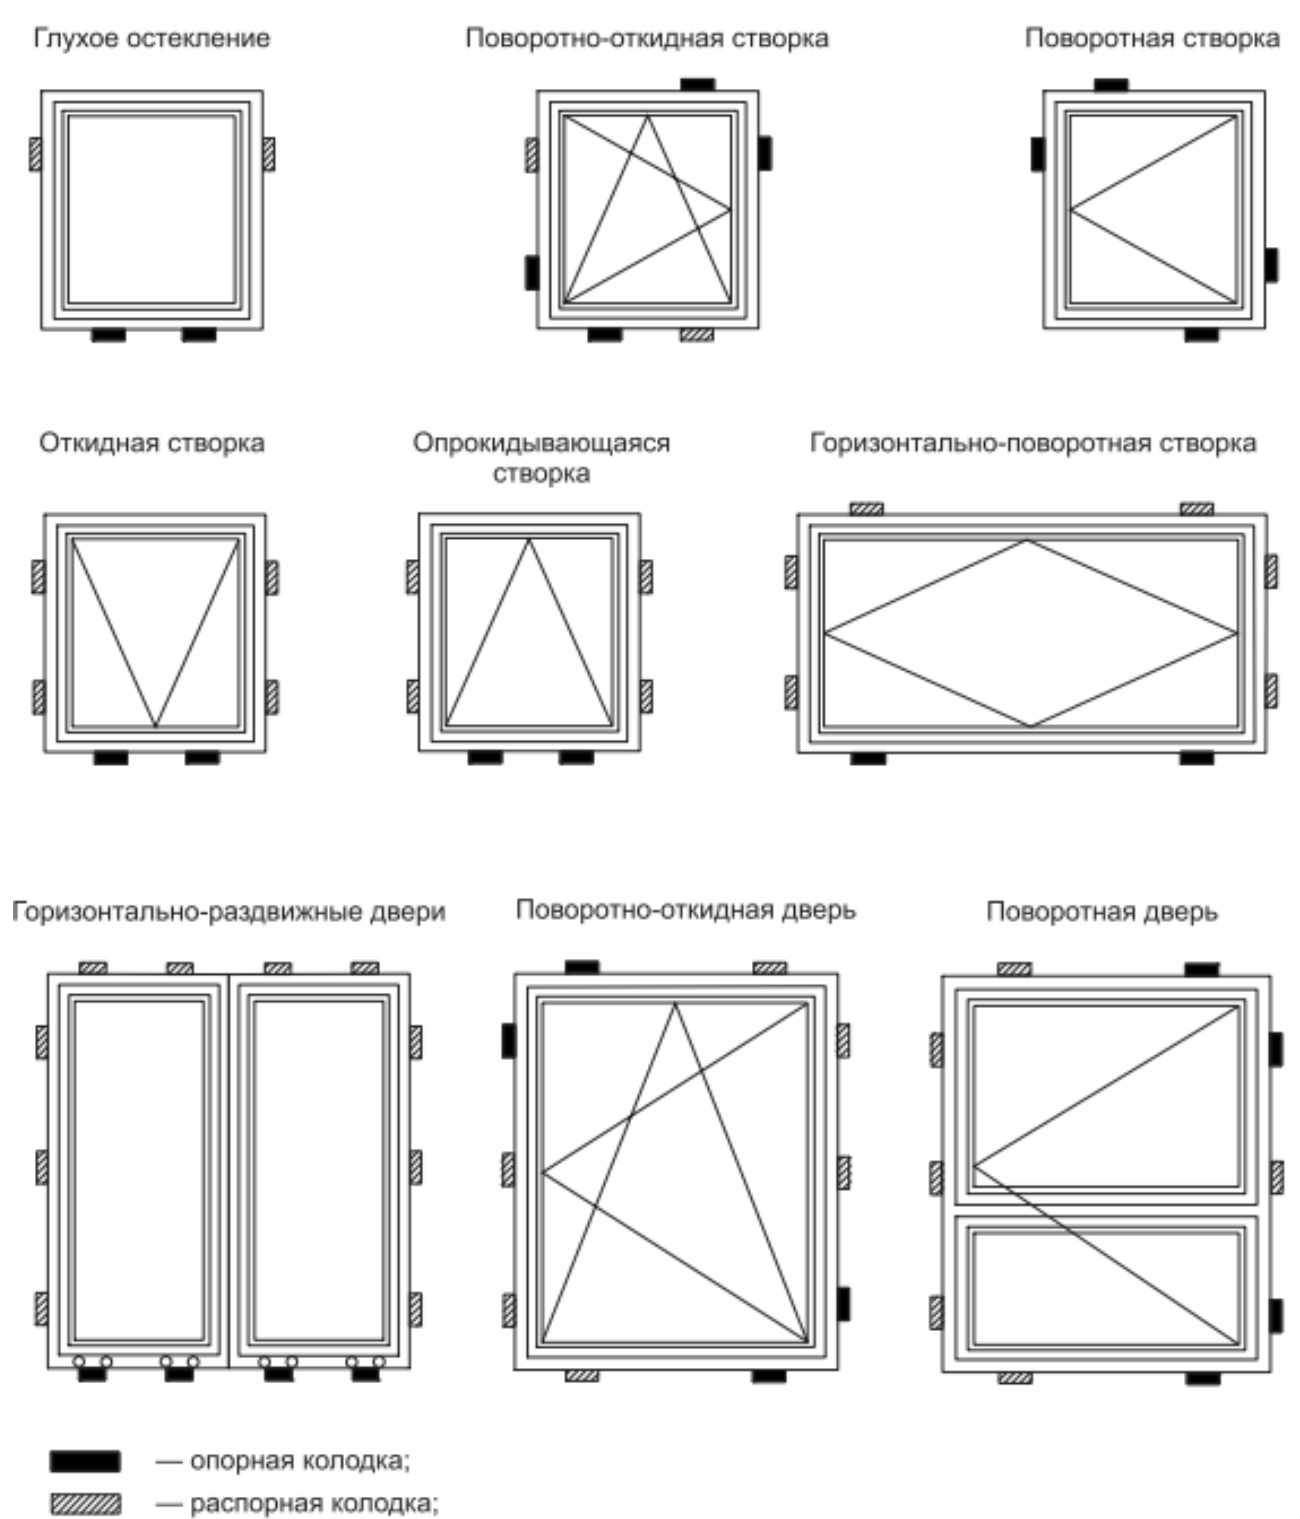 Глухое остекление
Поворотно-откидная створка
Поворотная створка
Откидная створка
Опрокидывающаяся
створка
Горизонтально-поворотная створка
Горизонтально-раздвижные двери
Поворотно-откидная дверь
Поворотная дверь
— опорная колодка;
— распорная колодка;